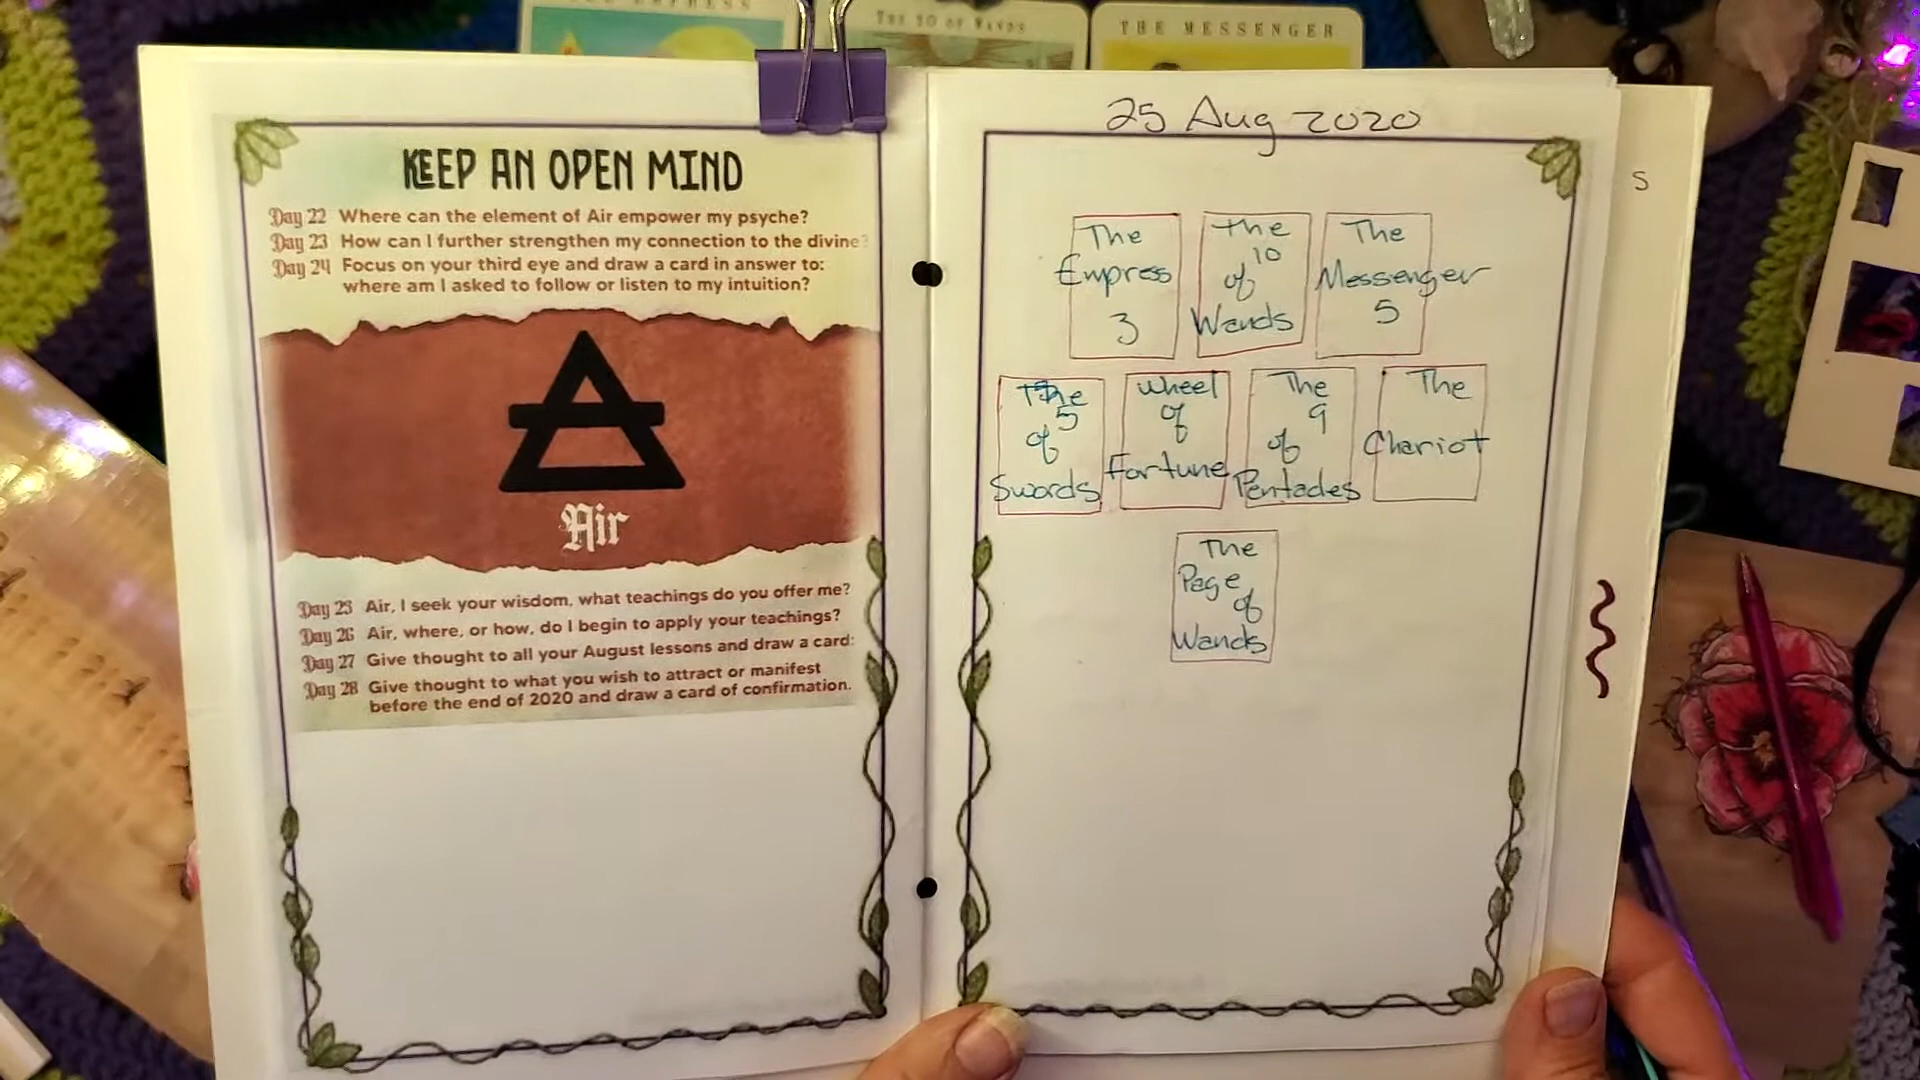 THE 10 OF WANDS
THE MESSENGER
KEEP AN OPEN MIND
Day 22 Where can the element of Air empower my psyche?
Day 23 How can I further strengthen my connection to the divine?
Day 24 Focus on your third eye and draw a card in answer to:
where am I asked to follow or listen to my intuition?
Air
Day 25 Air, I seek your wisdom, what teachings do you offer me?
Day 26 Air, where, or how, do I begin to apply your teachings?
Day 27 Give thought to all your August lessons and draw a card:
Day 28 Give thought to what you wish to attract or manifest
before the end of 2020 and draw a card of confirmation.
25 Aug 2020
The
Empress
3
The
10
of
Wands
The
Messenger
5
The
5
of
Swords
Wheel
of
Fortune
The
9
of
Pentacles
The
Chariot
The
Page
of
Wands
s